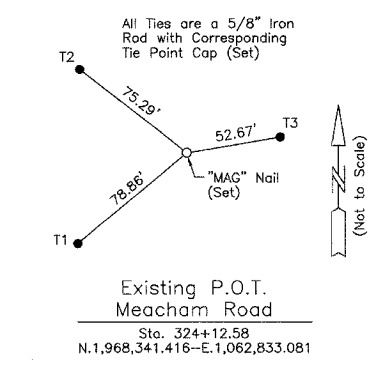 All Ties are a 5/8" Iron
Rod with Corresponding
Tie Point Cap (Set)
T2
75.29'
T3
52.67'
"MAG" Nail
(Set)
78.86'
T1
N
(Not to Scale)
Existing P.O.T.
Meacham Road
Sta. 324+12.58
N.1,968,341.416--E.1,062,833.081